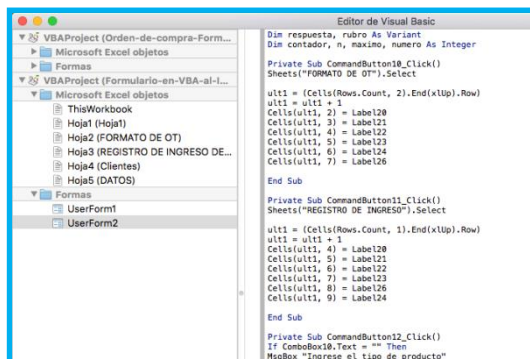 Editor de Visual Basic
VBAProject (Orden-de-compra-Form...
Microsoft Excel objetos
Formas
VBAProject (Formulario-en-VBA-al-I...
Microsoft Excel objetos
ThisWorkbook
Hoja1 (Hoja1)
Hoja2 (FORMATO DE OT)
Hoja3 (REGISTRO DE INGRESO DE...
Hoja4 (Clientes)
Hoja5 (DATOS)
Formas
UserForm1
UserForm2
Dim respuesta, rubro As Variant
Dim contador, n, maximo, numero As Integer
Private Sub CommandButton10_Click()
Sheets("FORMATO DE OT").Select
ult1 = (Cells(Rows.Count, 2).End(xlUp).Row)
ult1 = ult1 + 1
Cells(ult1, 2) = Label20
Cells(ult1, 3) = Label21
Cells(ult1, 4) = Label22
Cells(ult1, 5) = Label23
Cells(ult1, 6) = Label24
Cells(ult1, 7) = Label26
End Sub
Private Sub CommandButton11_Click()
Sheets("REGISTRO DE INGRESO").Select
ult1 = (Cells(Rows.Count, 1).End(xlUp).Row)
ult1 = ult1 + 1
Cells(ult1, 4) = Label20
Cells(ult1, 5) = Label21
Cells(ult1, 6) = Label22
Cells(ult1, 7) = Label23
Cells(ult1, 8) = Label26
Cells(ult1, 9) = Label24
End Sub
Private Sub CommandButton12_Click()
If ComboBox10.Text = "" Then
MsgBox "Ingrese el tipo de producto"